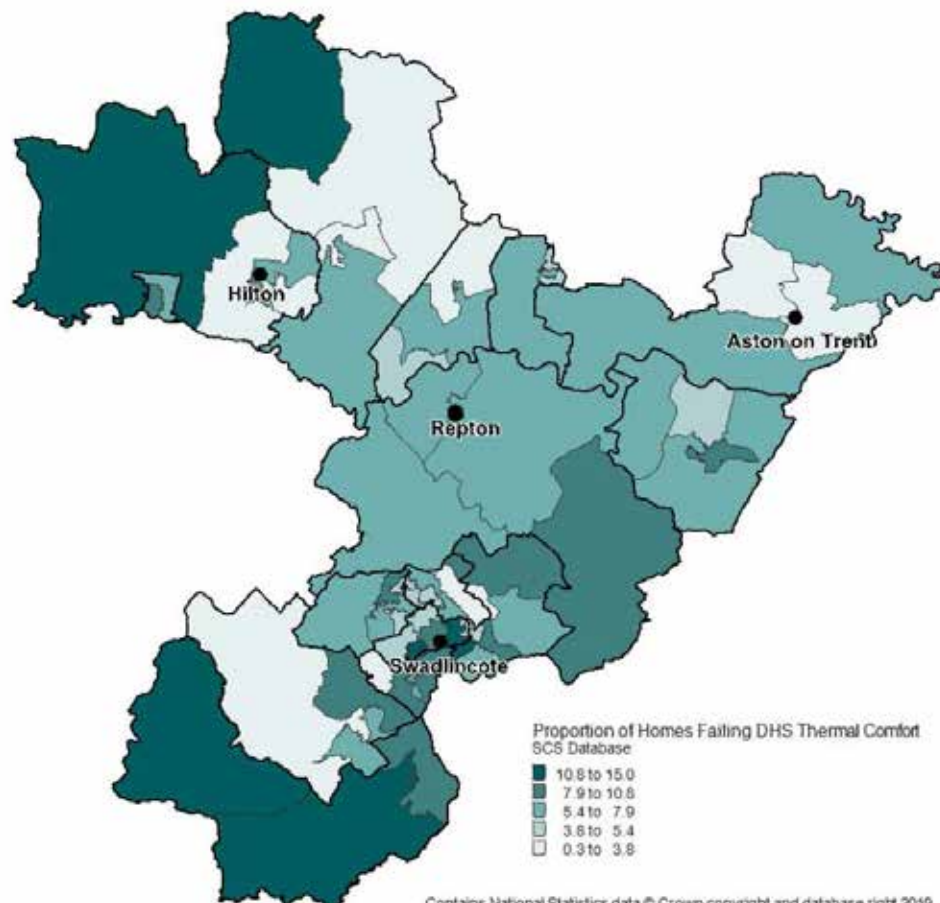 Hilton
Aston on Trent
Repton
Swadlincote
Proportion of Homes Failing DHS Thermal Comfort
SCS Database
10.8 to 15.0
7.9 to 10.8
5.4 to 7.9
3.8 to 5.4
0.3 to 3.8
Contains National Statistics data © Crown copyright and database right 2019